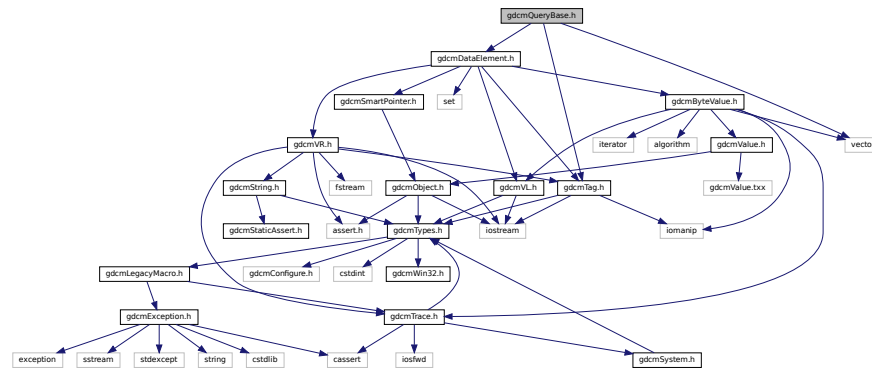 gdcmQueryBase.h
gdcmDataElement.h
gdcmSmartPointer.h
set
gdcmByteValue.h
gdcmVR.h
iterator
algorithm
gdcmValue.h
vecto
gdcmString.h
fstream
gdcmObject.h
gdcmVL.h
gdcmTag.h
gdcmValue.txx
gdcmStaticAssert.h
assert.h
gdcmTypes.h
iostream
iomanip
gdcmLegacyMacro.h
gdcmConfigure.h
cstdint
gdcmWin32.h
gdcmException.h
gdcmTrace.h
exception
sstream
stdexcept
string
cstdlib
cassert
iosfwd
gdcmSystem.h